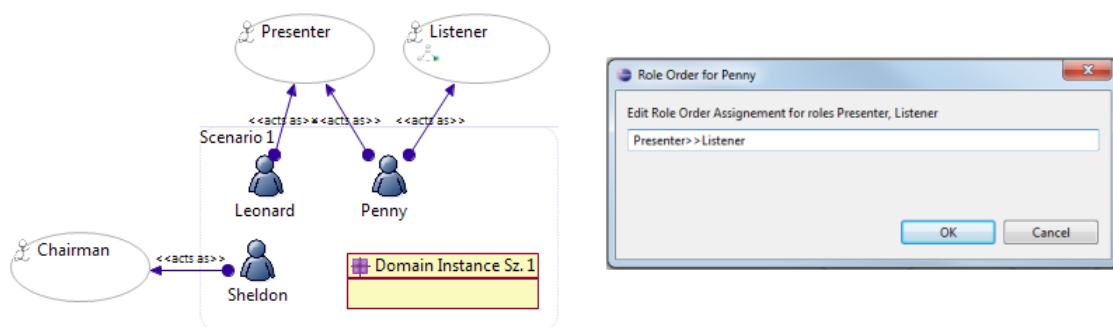 Presenter
Listener
<<acts as>>
<<acts as>>
<<acts as>>
Scenario 1
Leonard
Penny
Chairman
<<acts as>>
Sheldon
Domain Instance Sz. 1
Role Order for Penny
Edit Role Order Assignement for roles Presenter, Listener
Presenter>>Listener
OK
Cancel